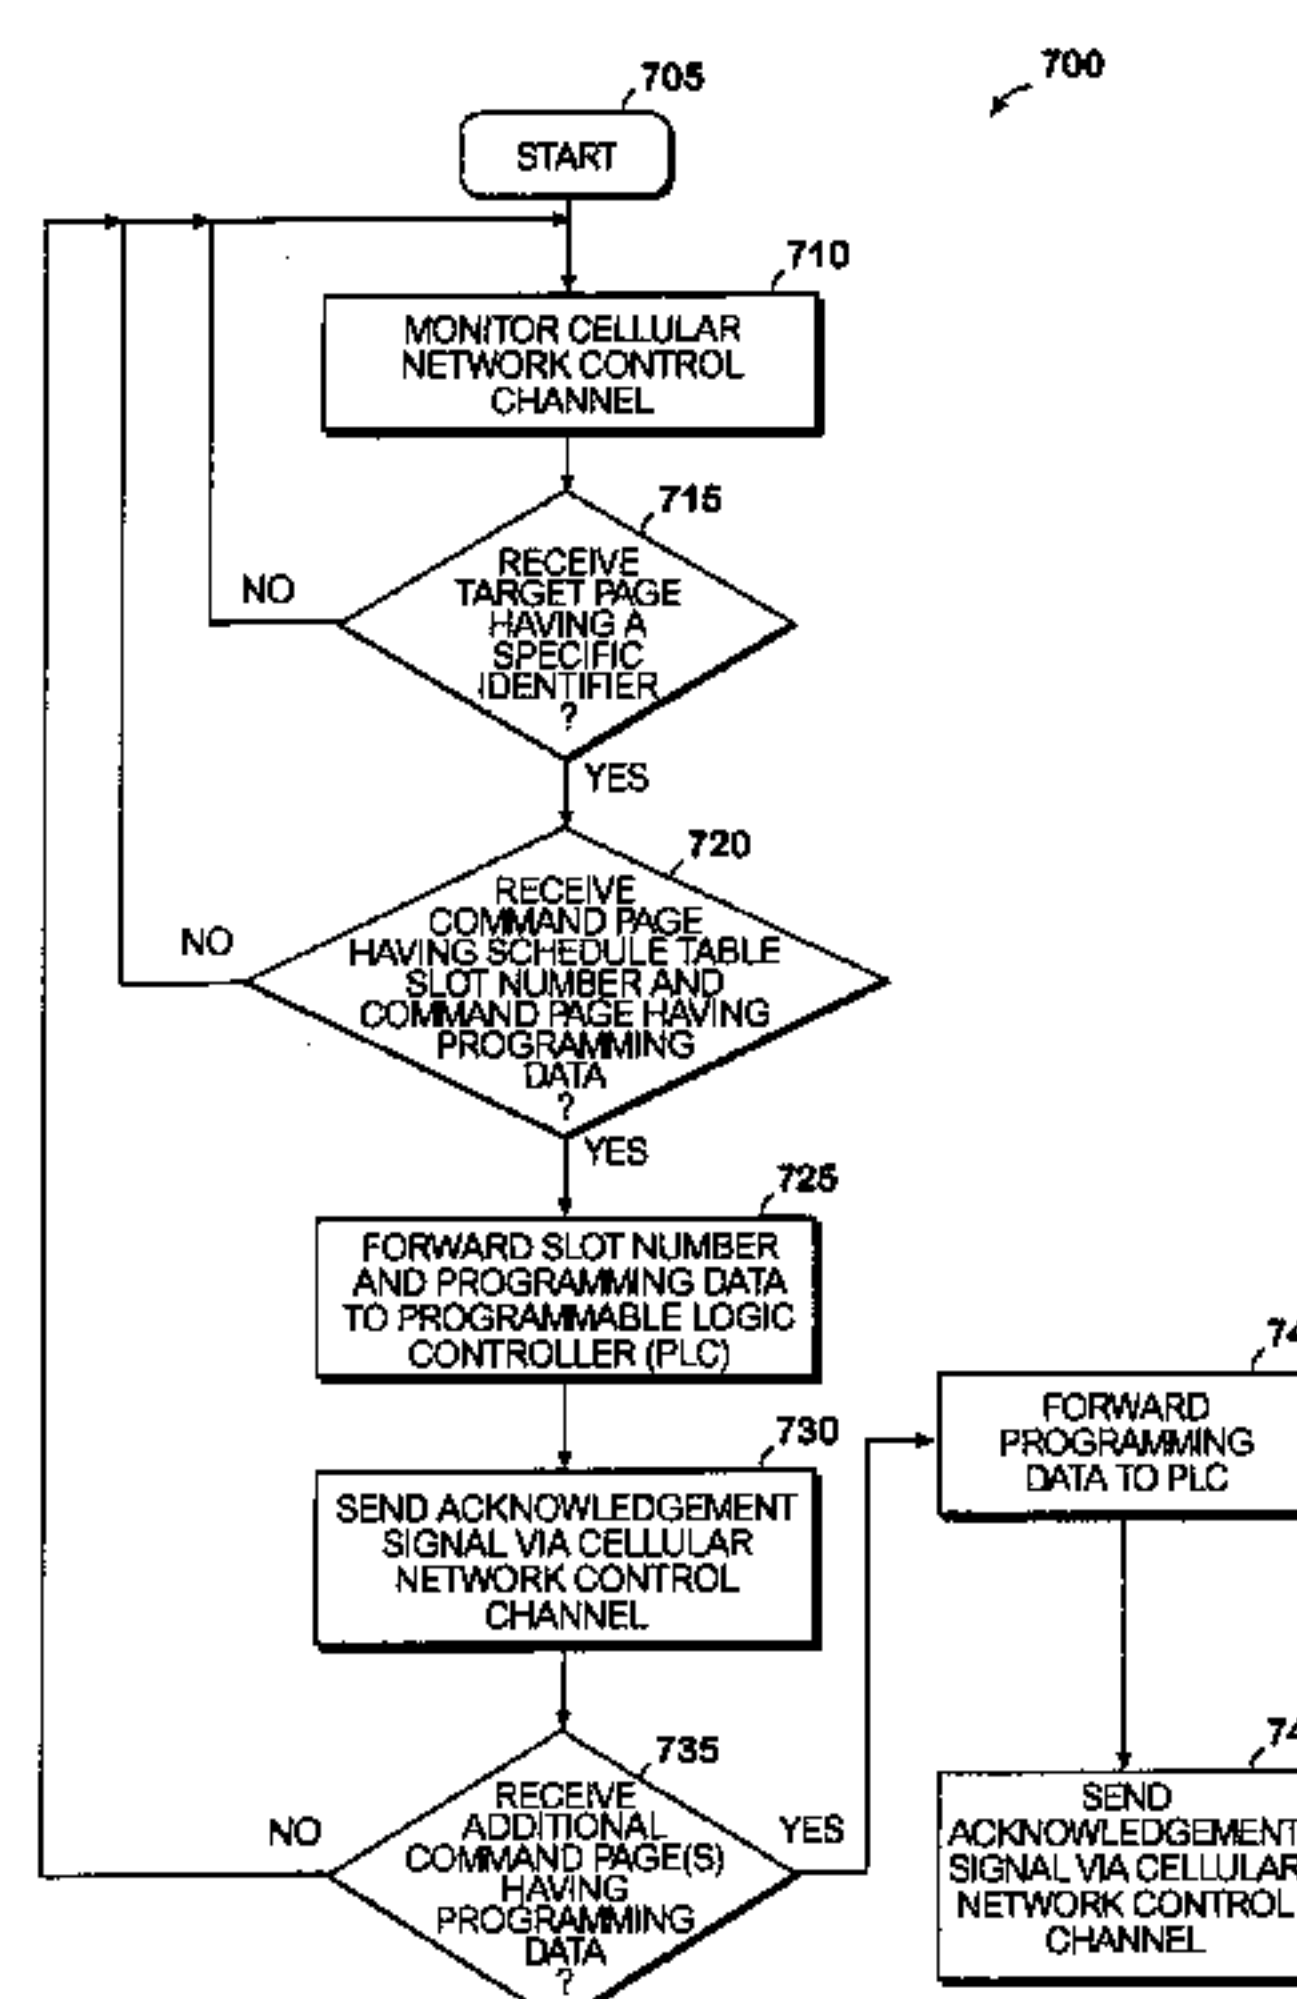 700
705
START
710
MONITOR CELLULAR
NETWORK CONTROL
CHANNEL
715
RECEIVE
TARGET PAGE
HAVING A
SPECIFIC
IDENTIFIER
?
NO
YES
720
RECEIVE
COMMAND PAGE
HAVING SCHEDULE TABLE
SLOT NUMBER AND
COMMAND PAGE HAVING
PROGRAMMING
DATA
?
NO
YES
725
FORWARD SLOT NUMBER
AND PROGRAMMING DATA
TO PROGRAMMABLE LOGIC
CONTROLLER (PLC)
730
SEND ACKNOWLEDGEMENT
SIGNAL VIA CELLULAR
NETWORK CONTROL
CHANNEL
735
RECEIVE
ADDITIONAL
COMMAND PAGE(S)
HAVING
PROGRAMMING
DATA
?
NO
YES
FORWARD
PROGRAMMING
DATA TO PLC
SEND
ACKNOWLEDGEMENT
SIGNAL VIA CELLULAR
NETWORK CONTROL
CHANNEL